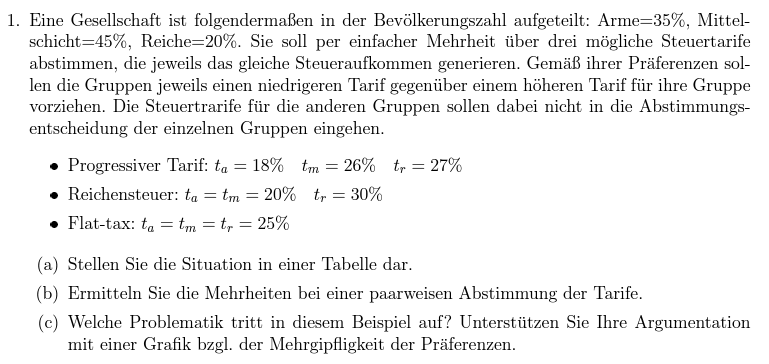 1. Eine Gesellschaft ist folgendermaßen in der Bevölkerungszahl aufgeteilt: Arme=35%, Mittel-
schicht=45%, Reiche=20%. Sie soll per einfacher Mehrheit über drei mögliche Steuertarife
abstimmen, die jeweils das gleiche Steueraufkommen generieren. Gemäß ihrer Präferenzen sol-
len die Gruppen jeweils einen niedrigeren Tarif gegenüber einem höheren Tarif für ihre Gruppe
vorziehen. Die Steuertrarife für die anderen Gruppen sollen dabei nicht in die Abstimmungs-
entscheidung der einzelnen Gruppen eingehen.
• Progressiver Tarif: t_a = 18% t_m = 26% t_r = 27%
• Reichensteuer: t_a = t_m = 20% t_r = 30%
• Flat-tax: t_a = t_m = t_r = 25%
(a) Stellen Sie die Situation in einer Tabelle dar.
(b) Ermitteln Sie die Mehrheiten bei einer paarweisen Abstimmung der Tarife.
(c) Welche Problematik tritt in diesem Beispiel auf? Unterstützen Sie Ihre Argumentation
mit einer Grafik bzgl. der Mehrgipfligkeit der Präferenzen.